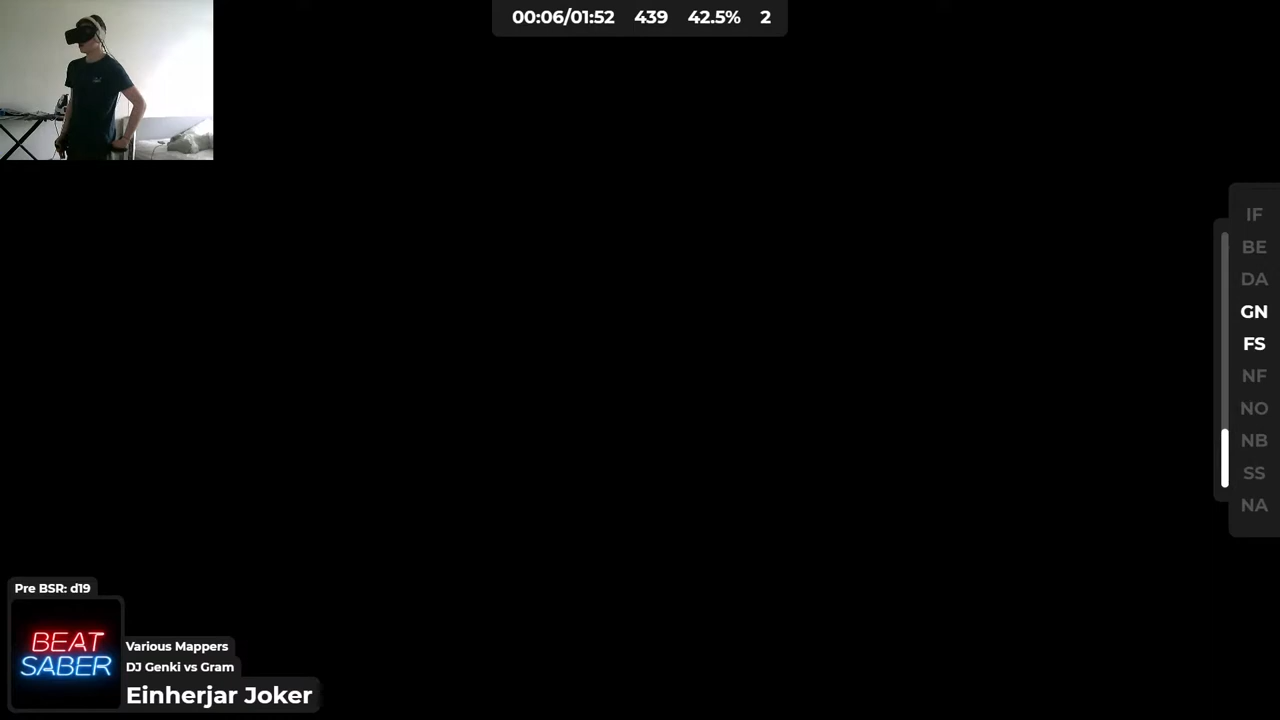 00:06/01:52 439 42.5% 2
IF
BE
DA
GN
FS
NF
NO
NB
SS
NA
Pre BSR: d19
BEAT
SABER
Various Mappers
DJ Genki vs Gram
Einherjar Joker